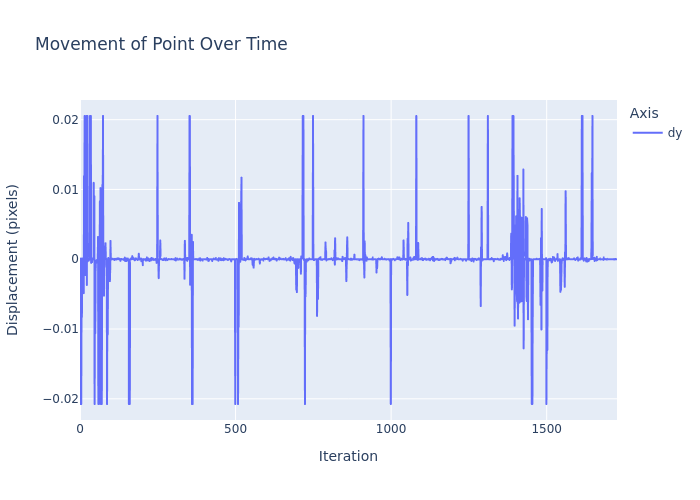 Movement of Point Over Time
Axis
dy
0.02
0.01
0
−0.01
−0.02
Displacement (pixels)
0
500
1000
1500
Iteration